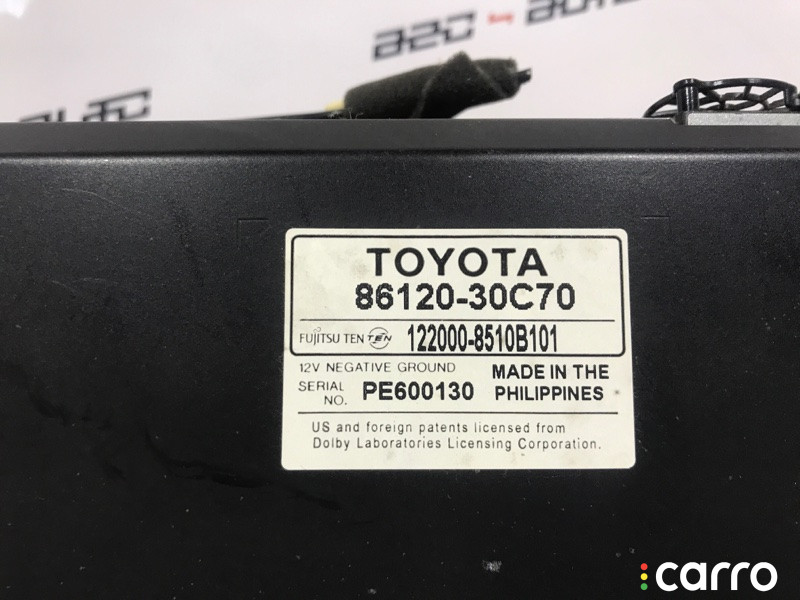 TOYOTA
86120-30C70
FUJITSU TEN TEN 122000-8510B101
12V NEGATIVE GROUND
SERIAL NO. PE600130
MADE IN THE PHILIPPINES
US and foreign patents licensed from
Dolby Laboratories Licensing Corporation.
carro